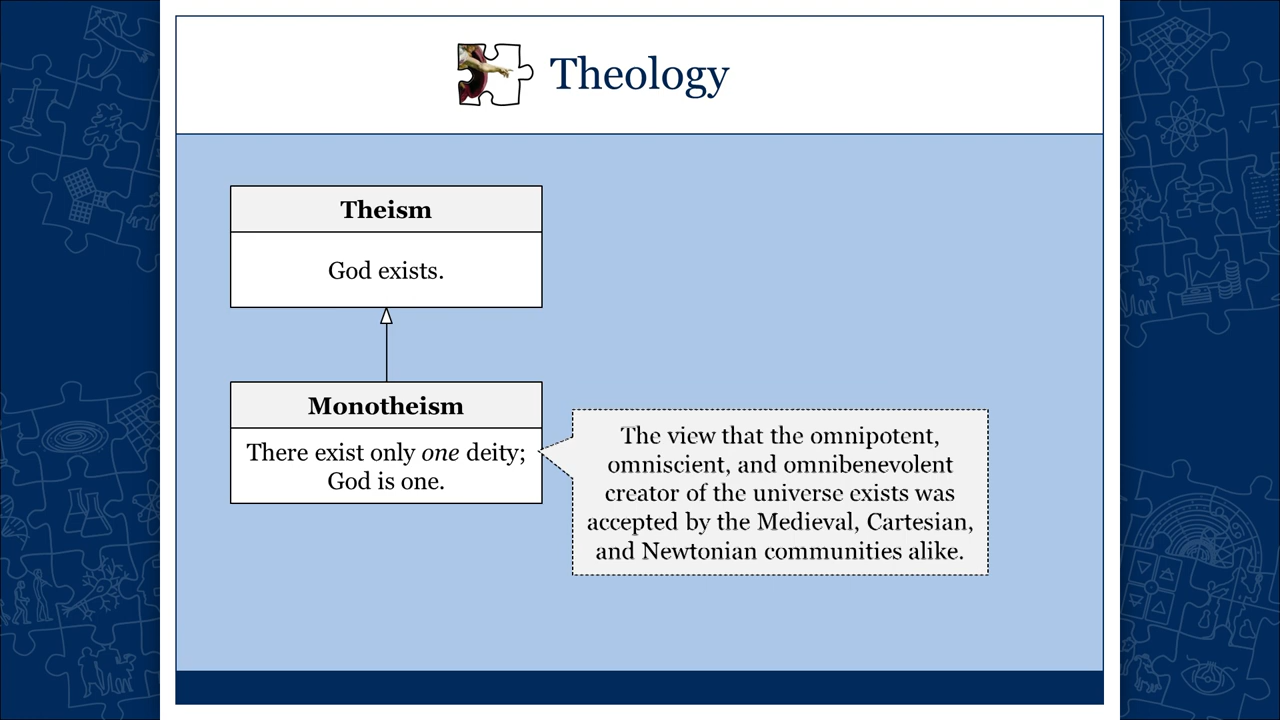 Theology
Theism
God exists.
Monotheism
There exist only one deity;
God is one.
The view that the omnipotent,
omniscient, and omnibenevolent
creator of the universe exists was
accepted by the Medieval, Cartesian,
and Newtonian communities alike.